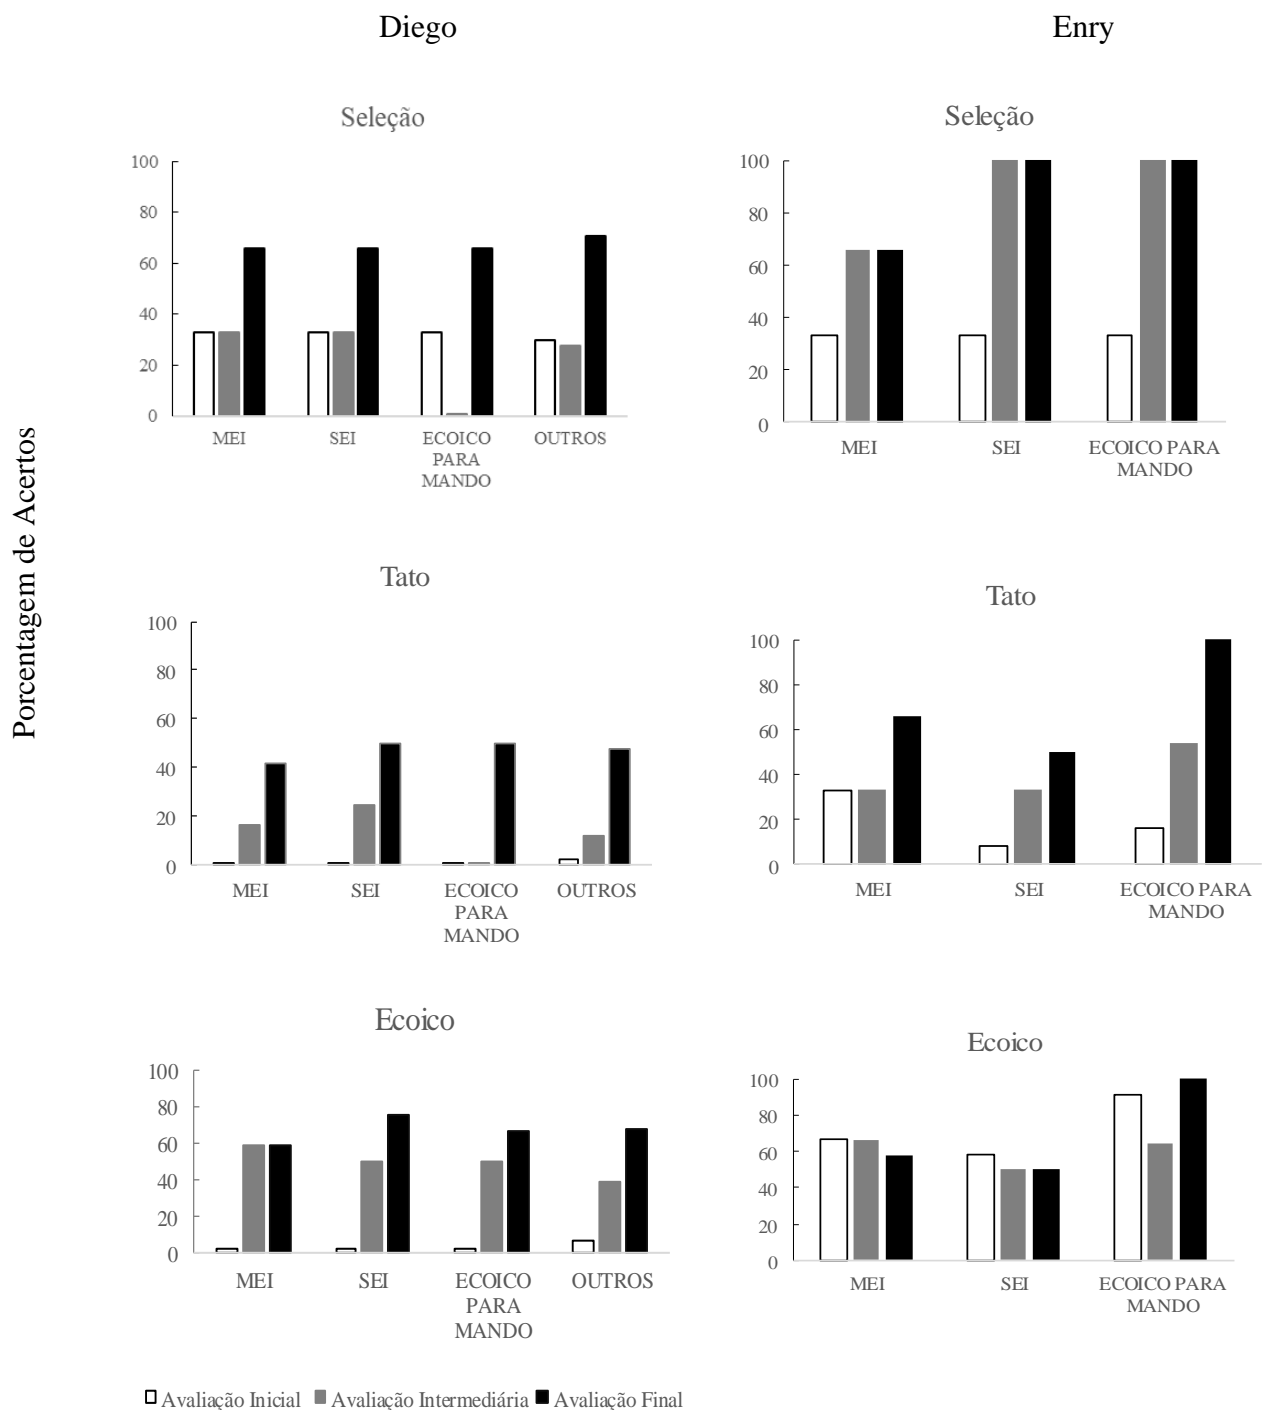 Diego
Enry
Porcentagem de Acertos
Seleção
100
80
60
40
20
0
MEI
SEI
ECOICO
PARA
MANDO
OUTROS
Seleção
100
80
60
40
20
0
MEI
SEI
ECOICO PARA
MANDO
Tato
100
80
60
40
20
0
MEI
SEI
ECOICO
PARA
MANDO
OUTROS
Tato
100
80
60
40
20
0
MEI
SEI
ECOICO PARA
MANDO
Ecoico
100
80
60
40
20
0
MEI
SEI
ECOICO
PARA
MANDO
OUTROS
Ecoico
100
80
60
40
20
0
MEI
SEI
ECOICO PARA
MANDO
Avaliação Inicial Avaliação Intermediária Avaliação Final